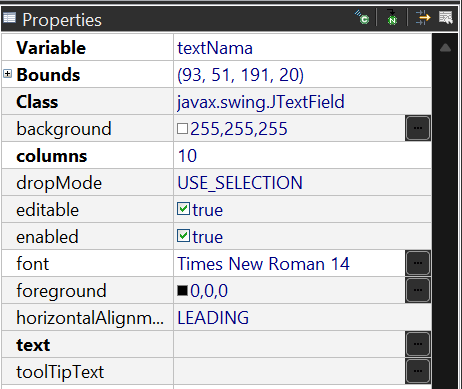 Properties
Variable textNama
Bounds (93, 51, 191, 20)
Class javax.swing.JTextField
background 255,255,255 ...
columns 10
dropMode USE_SELECTION
editable true
enabled true
font Times New Roman 14 ...
foreground 0,0,0 ...
horizontalAlignm... LEADING
text ...
toolTipText ...